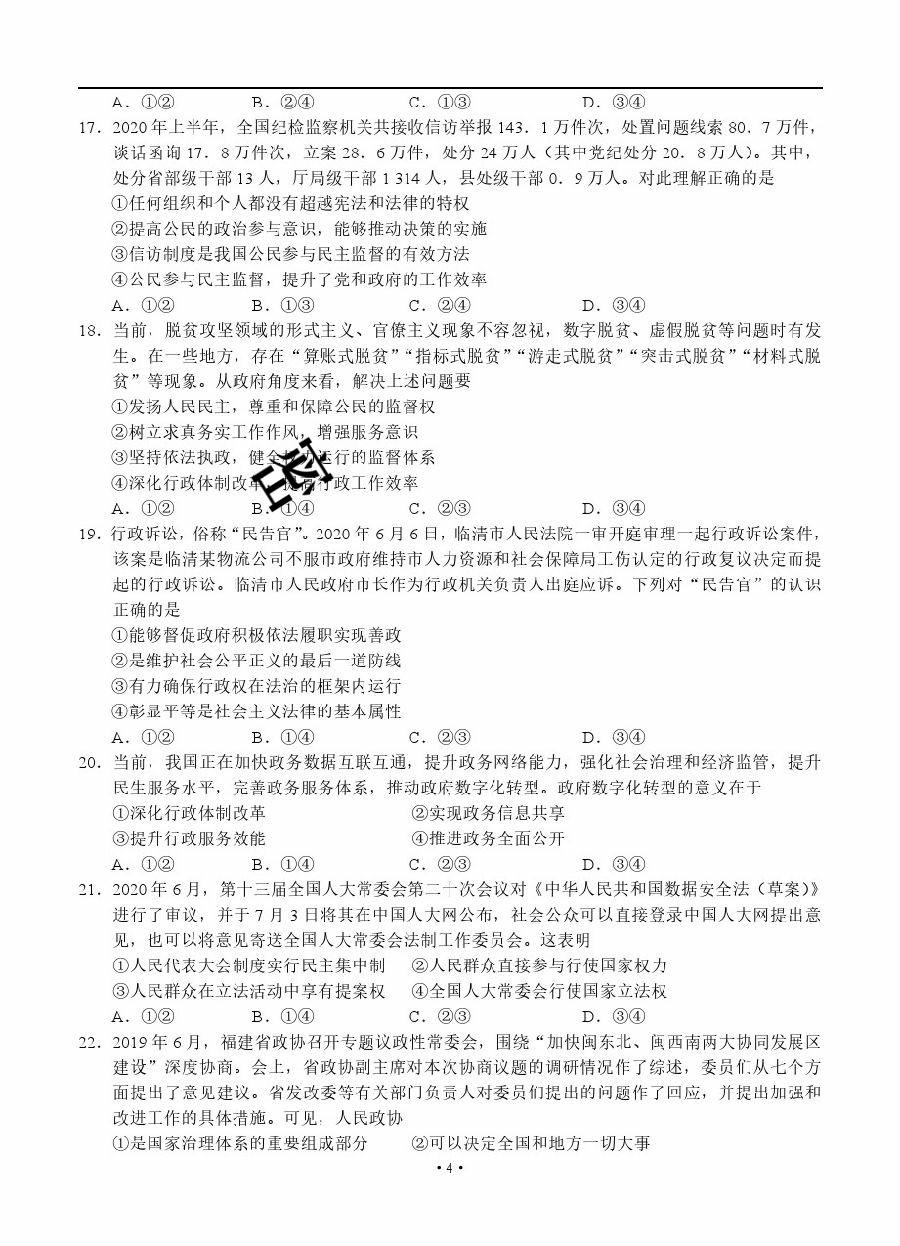 A．①② B．②④ C．①③ D．③④
17．2020年上半年，全国纪检监察机关共接收信访举报143．1万件次，处置问题线索80．7万件，
谈话函询17．8万件次，立案28．6万件，处分24万人（其中党纪处分20．8万人）。其中，
处分省部级干部13人，厅局级干部1 314人，县处级干部0．9万人。对此理解正确的是
①任何组织和个人都没有超越宪法和法律的特权
②提高公民的政治参与意识，能够推动决策的实施
③信访制度是我国公民参与民主监督的有效方法
④公民参与民主监督，提升了党和政府的工作效率
A．①② B．①③ C．②④ D．③④
18．当前，脱贫攻坚领域的形式主义、官僚主义现象不容忽视，数字脱贫、虚假脱贫等问题时有发
生。在一些地方，存在“算账式脱贫”“指标式脱贫”“游走式脱贫”“突击式脱贫”“材料式脱
贫”等现象。从政府角度来看，解决上述问题要
①发扬人民民主，尊重和保障公民的监督权
②树立求真务实工作作风，增强服务意识
③坚持依法执政，健全权力运行的监督体系
④深化行政体制改革，提高行政工作效率
A．①② B．①④ C．②③ D．③④
19．行政诉讼，俗称“民告官”。2020年6月6日，临清市人民法院一审开庭审理一起行政诉讼案件，
该案是临清某物流公司不服市政府维持市人力资源和社会保障局工伤认定的行政复议决定而提
起的行政诉讼。临清市人民政府市长作为行政机关负责人出庭应诉。下列对“民告官”的认识
正确的是
①能够督促政府积极依法履职实现善政
②是维护社会公平正义的最后一道防线
③有力确保行政权在法治的框架内运行
④彰显平等是社会主义法律的基本属性
A．①② B．①④ C．②③ D．③④
20．当前，我国正在加快政务数据互联互通，提升政务网络能力，强化社会治理和经济监管，提升
民生服务水平，完善政务服务体系，推动政府数字化转型。政府数字化转型的意义在于
①深化行政体制改革 ②实现政务信息共享
③提升行政服务效能 ④推进政务全面公开
A．①② B．①④ C．②③ D．③④
21．2020年6月，第十三届全国人大常委会第二十次会议对《中华人民共和国数据安全法（草案）》
进行了审议，并于7月3日将其在中国人大网公布，社会公众可以直接登录中国人大网提出意
见，也可以将意见寄送全国人大常委会法制工作委员会。这表明
①人民代表大会制度实行民主集中制 ②人民群众直接参与行使国家权力
③人民群众在立法活动中享有提案权 ④全国人大常委会行使国家立法权
A．①② B．①④ C．②③ D．③④
22．2019年6月，福建省政协召开专题议政性常委会，围绕“加快闽东北、闽西南两大协同发展区
建设”深度协商。会上，省政协副主席对本次协商议题的调研情况作了综述，委员们从七个方
面提出了意见建议。省发改委等有关部门负责人对委员们提出的问题作了回应，并提出加强和
改进工作的具体措施。可见，人民政协
①是国家治理体系的重要组成部分 ②可以决定全国和地方一切大事
·4·